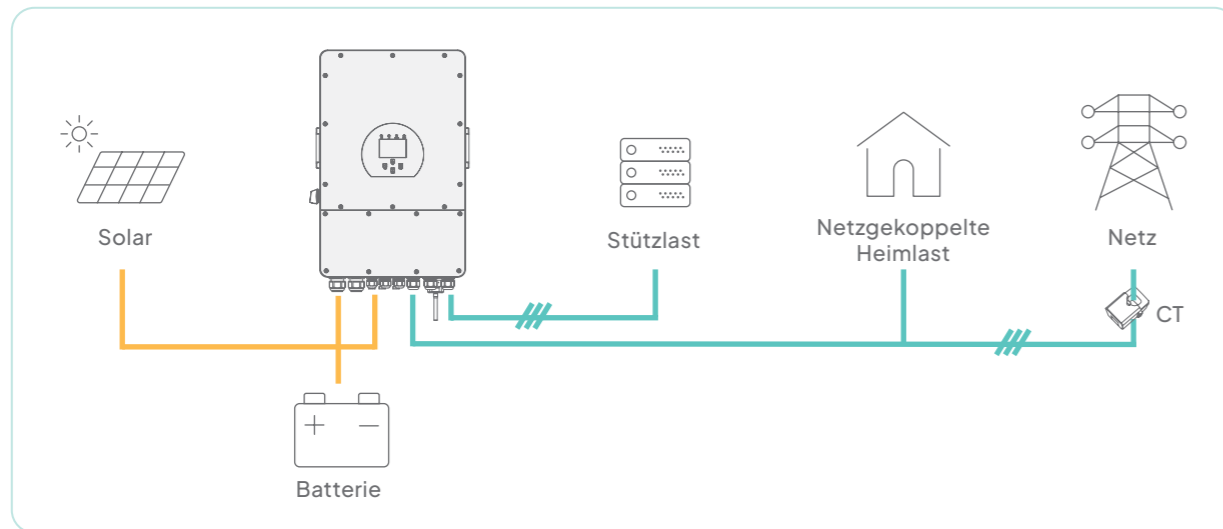 Solar
Stützlast
Netzgekoppelte
Heimlast
Netz
CT
Batterie